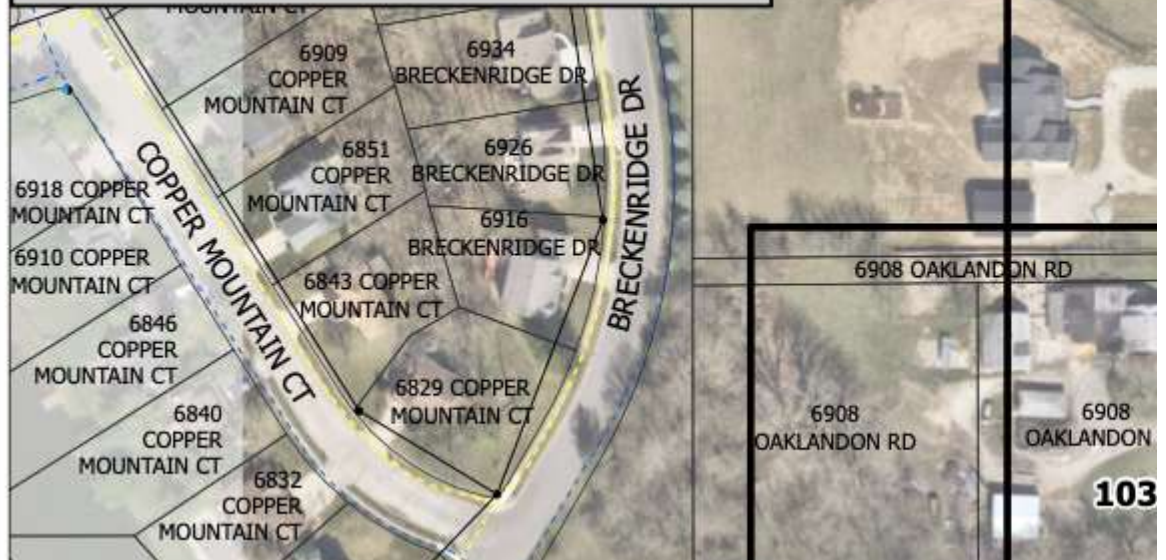 MOUNTAIN CT
6909
COPPER
MOUNTAIN CT
6934
BRECKENRIDGE DR
6851
COPPER
MOUNTAIN CT
6926
BRECKENRIDGE DR
BRECKENRIDGE DR
COPPER MOUNTAIN CT
6918 COPPER
MOUNTAIN CT
6916
BRECKENRIDGE DR
6910 COPPER
MOUNTAIN CT
6843 COPPER
MOUNTAIN CT
6908 OAKLANDON RD
6846
COPPER
MOUNTAIN CT
6829 COPPER
MOUNTAIN CT
6840
COPPER
MOUNTAIN CT
6908
OAKLANDON RD
6908
OAKLANDON
6832
COPPER
MOUNTAIN CT
103